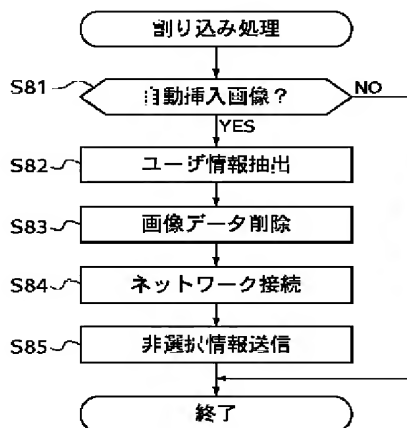 割り込み処理
S81
自動挿入画像？
NO
YES
S82
ユーザ情報抽出
S83
画像データ削除
S84
ネットワーク接続
S85
非選択情報送信
終了